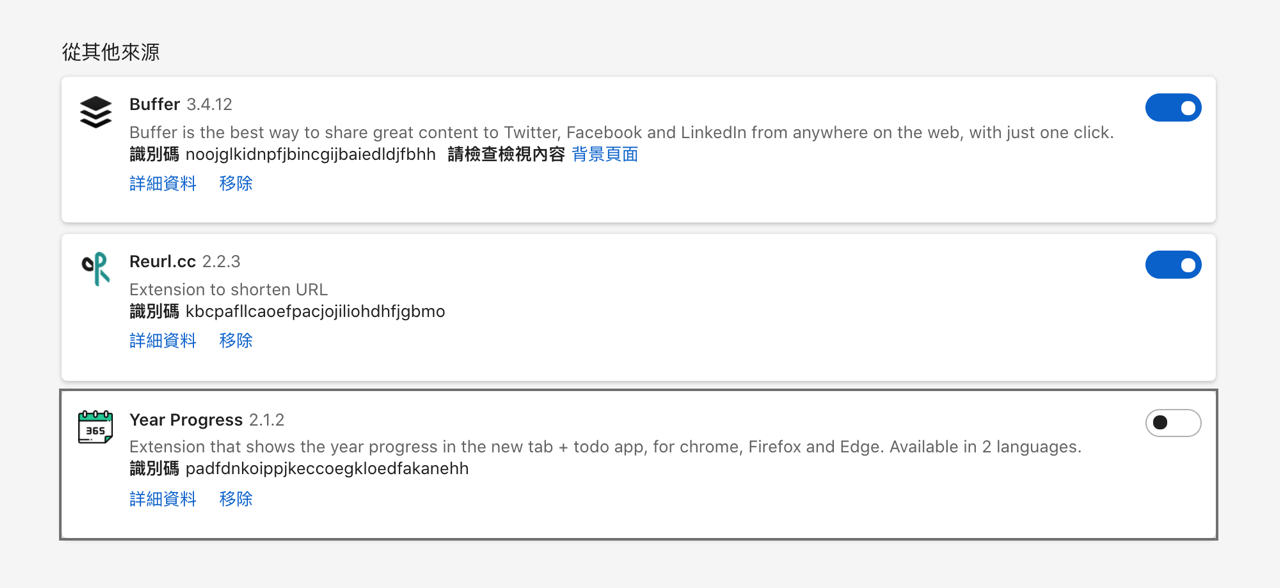 從其他來源
Buffer 3.4.12
Buffer is the best way to share great content to Twitter, Facebook and LinkedIn from anywhere on the web, with just one click.
識別碼 noojglkidnpfjbincgijbaiedldjfbhh 請檢查檢視內容 背景頁面
詳細資料 移除
Reurl.cc 2.2.3
Extension to shorten URL
識別碼 kbcpafllcaoefpacjojiliohdhfjgbmo
詳細資料 移除
365
Year Progress 2.1.2
Extension that shows the year progress in the new tab + todo app, for chrome, Firefox and Edge. Available in 2 languages.
識別碼 padfdnkoippjkeccoegkloedfakanehh
詳細資料 移除